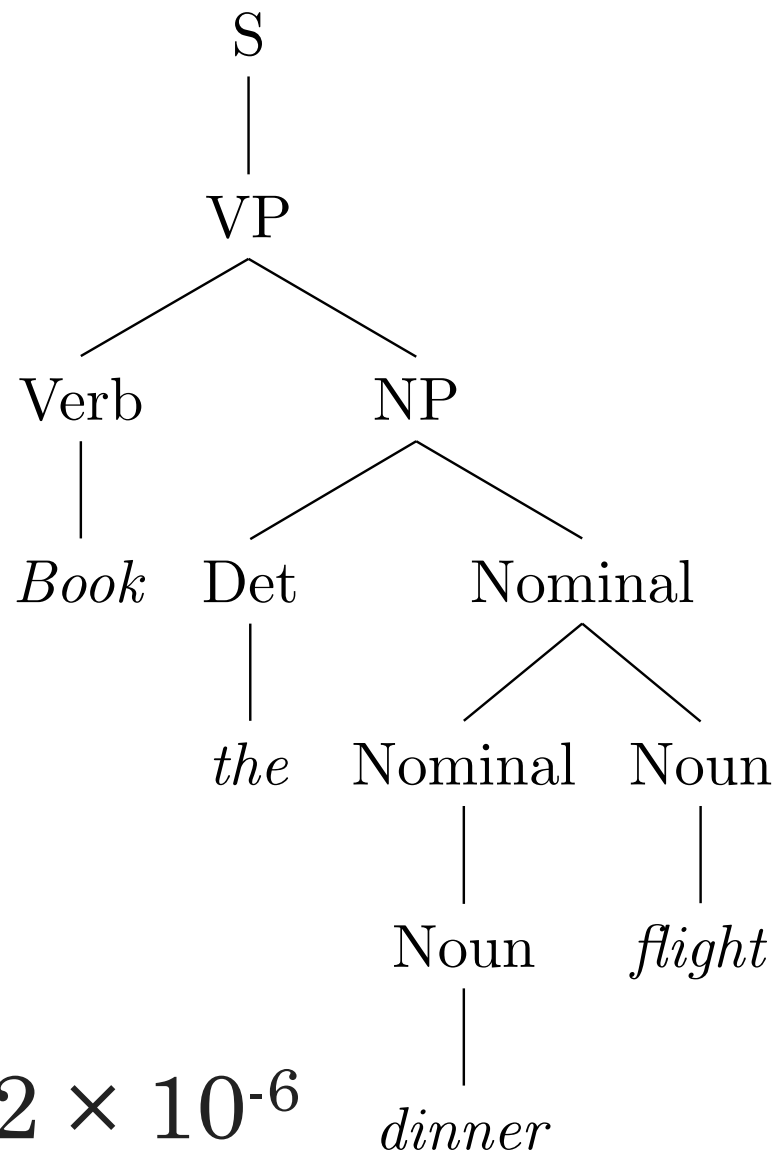 S
VP
Verb NP
Book Det Nominal
the Nominal Noun
Noun flight
2 × 10⁻⁶
dinner